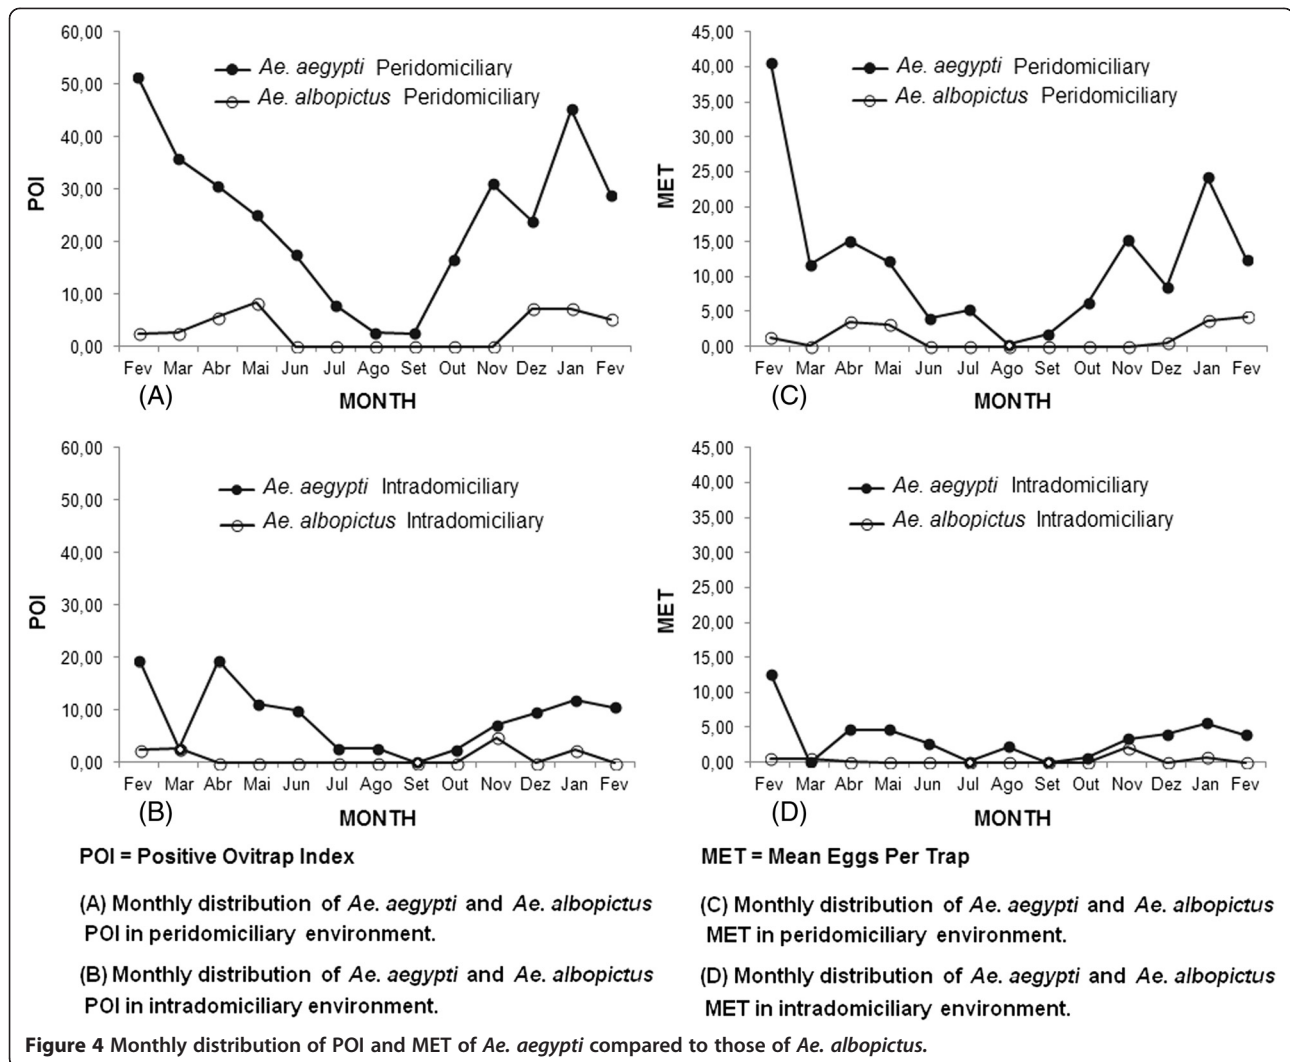 60,00
50,00
40,00
30,00
20,00
10,00
0,00
POI
Ae. aegypti Peridomiciliary
Ae. albopictus Peridomiciliary
Fev Mar Abr Mai Jun Jul Ago Set Out Nov Dez Jan Fev
(A)
MONTH
45,00
40,00
35,00
30,00
25,00
20,00
15,00
10,00
5,00
0,00
MET
Ae. aegypti Peridomiciliary
Ae. albopictus Peridomiciliary
Fev Mar Abr Mai Jun Jul Ago Set Out Nov Dez Jan Fev
(C)
MONTH
60,00
50,00
40,00
30,00
20,00
10,00
0,00
POI
Ae. aegypti Intradomiciliary
Ae. albopictus Intradomiciliary
Fev Mar Abr Mai Jun Jul Ago Set Out Nov Dez Jan Fev
(B)
MONTH
45,00
40,00
35,00
30,00
25,00
20,00
15,00
10,00
5,00
0,00
MET
Ae. aegypti Intradomiciliary
Ae. albopictus Intradomiciliary
Fev Mar Abr Mai Jun Jul Ago Set Out Nov Dez Jan Fev
(D)
MONTH
POI = Positive Ovitrap Index
(A) Monthly distribution of Ae. aegypti and Ae. albopictus
POI in peridomiciliary environment.
(B) Monthly distribution of Ae. aegypti and Ae. albopictus
POI in intradomiciliary environment.
MET = Mean Eggs Per Trap
(C) Monthly distribution of Ae. aegypti and Ae. albopictus
MET in peridomiciliary environment.
(D) Monthly distribution of Ae. aegypti and Ae. albopictus
MET in intradomiciliary environment.
Figure 4 Monthly distribution of POI and MET of Ae. aegypti compared to those of Ae. albopictus.